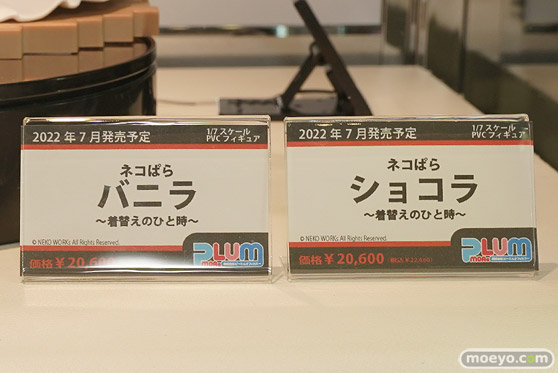 2022年7月発売予定
1/7スケール
PVCフィギュア
ネコぱら
バニラ
〜着替えのひと時〜
© NEKO WORKs All Rights Reserved.
価格¥20,600
PLUM
2022年7月発売予定
1/7スケール
PVCフィギュア
ネコぱら
ショコラ
〜着替えのひと時〜
© NEKO WORKs All Rights Reserved.
価格¥20,600
PLUM
moeyo.com